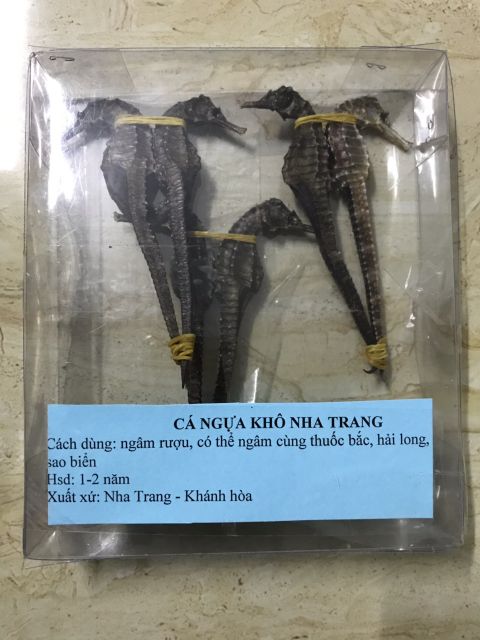 CÁ NGỰA KHÔ NHA TRANG
Cách dùng: ngâm rượu, có thể ngâm cùng thuốc bắc, hải long,
sao biển
Hsd: 1-2 năm
Xuất xứ: Nha Trang - Khánh hòa